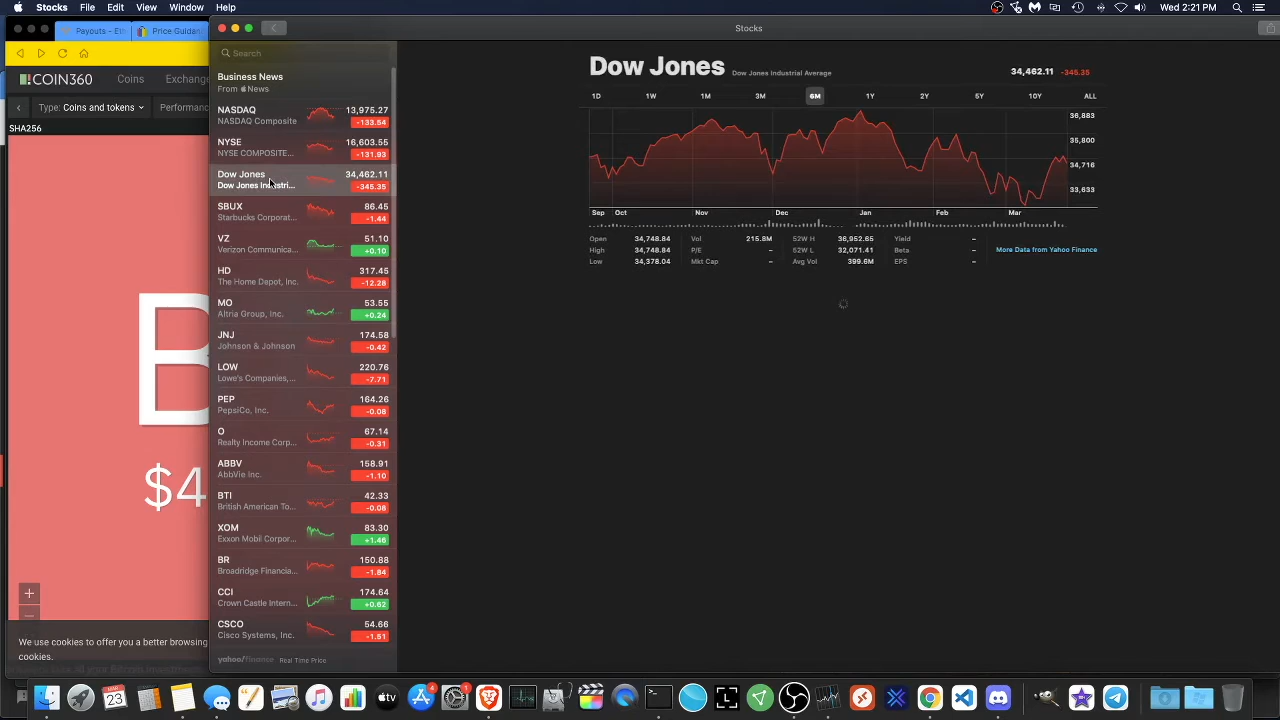 Stocks File Edit View Window Help
Wed 2:21 PM
Payouts – Eth
Price Guidan
Stocks
COIN360 Coins Exchange
Type: Coins and tokens
Performanc
SHA256
B
$4
We use cookies to offer you a better browsing
cookies.
Search
Business News
From News
NASDAQ 13,975.27
NASDAQ Composite -133.54
NYSE 16,603.55
NYSE COMPOSITE... -131.93
Dow Jones 34,462.11
Dow Jones Industri... -345.35
SBUX 86.45
Starbucks Corporat... -1.44
VZ 51.10
Verizon Communica... +0.10
HD 317.45
The Home Depot, Inc. -12.28
MO 53.55
Altria Group, Inc. +0.24
JNJ 174.58
Johnson & Johnson -0.42
LOW 220.76
Lowe's Companies,... -7.71
PEP 164.26
PepsiCo, Inc. -0.08
O 67.14
Realty Income Corp... -0.31
ABBV 158.91
AbbVie Inc. -1.10
BTI 42.33
British American To... -0.08
XOM 83.30
Exxon Mobil Corpor... +1.46
BR 150.88
Broadridge Financia... -1.84
CCI 174.64
Crown Castle Intern... +0.62
CSCO 54.66
Cisco Systems, Inc. -1.51
yahoo!finance Real Time Price
Dow Jones Dow Jones Industrial Average 34,462.11 -345.35
1D 1W 1M 3M 6M 1Y 2Y 5Y 10Y ALL
36,883
35,800
34,716
33,633
Sep Oct Nov Dec Jan Feb Mar
Open 34,748.84 Vol 215.8M 52W H 36,952.65 Yield –
High 34,748.84 P/E – 52W L 32,071.41 Beta – More Data from Yahoo Finance
Low 34,378.04 Mkt Cap – Avg Vol 399.6M EPS –
MAR
23
tv
4
1